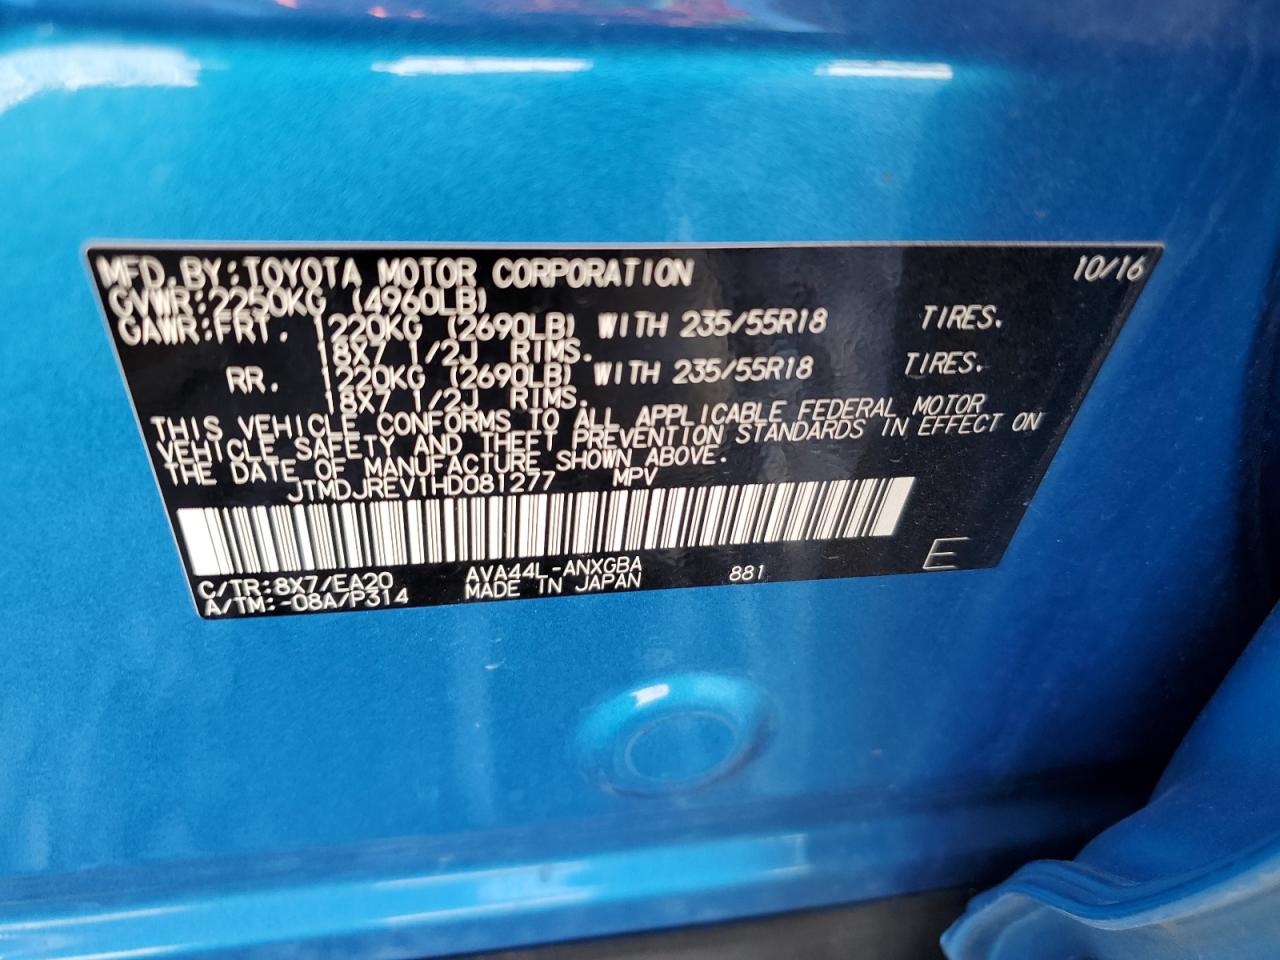 MFD.BY:TOYOTA MOTOR CORPORATION 10/16
GVWR:2250KG (4960LB)
GAWR:FRT. 1220KG (2690LB) WITH 235/55R18 TIRES.
18X7 1/2J RIMS.
RR. 1220KG (2690LB) WITH 235/55R18 TIRES.
18X7 1/2J RIMS.
THIS VEHICLE CONFORMS TO ALL APPLICABLE FEDERAL MOTOR
VEHICLE SAFETY AND THEFT PREVENTION STANDARDS IN EFFECT ON
THE DATE OF MANUFACTURE SHOWN ABOVE.
JTMDJREV1HD081277 MPV
C/TR:8X7/EA20 AVA44L-ANXGBA 881 E
A/TM:-08A/P314 MADE IN JAPAN